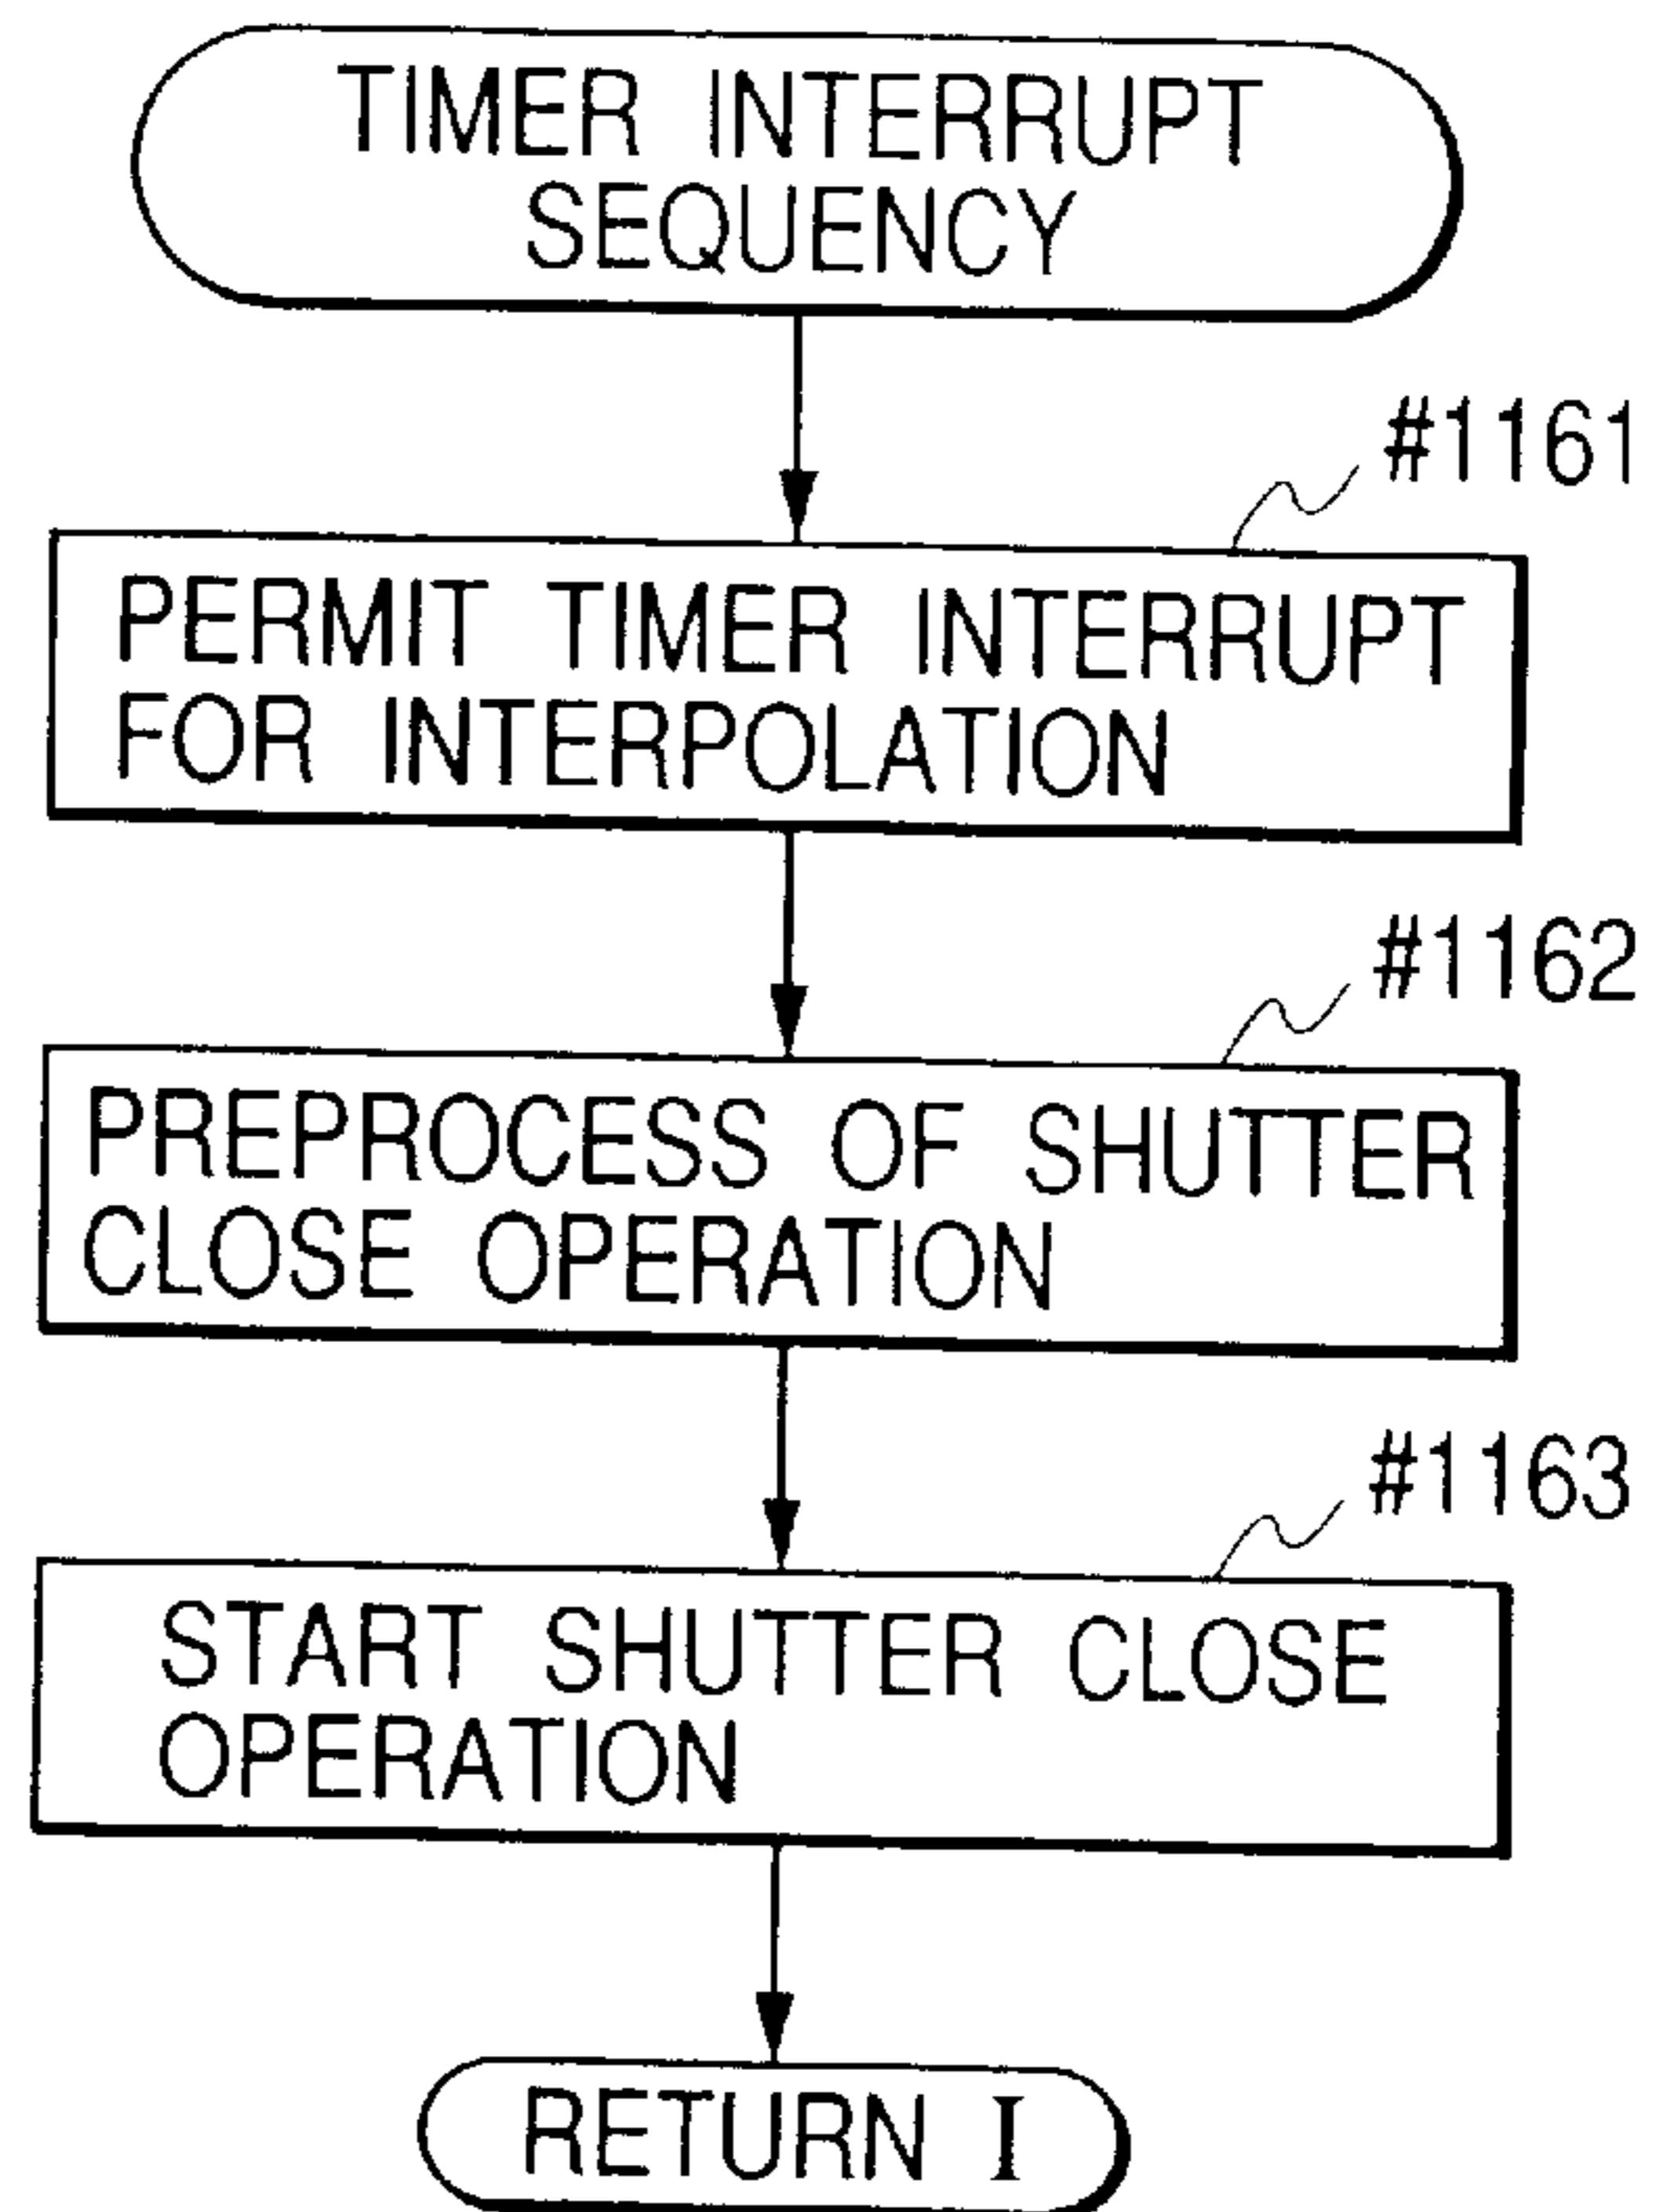 TIMER INTERRUPT
SEQUENCY
#1161
PERMIT TIMER INTERRUPT
FOR INTERPOLATION
#1162
PREPROCESS OF SHUTTER
CLOSE OPERATION
#1163
START SHUTTER CLOSE
OPERATION
RETURN I